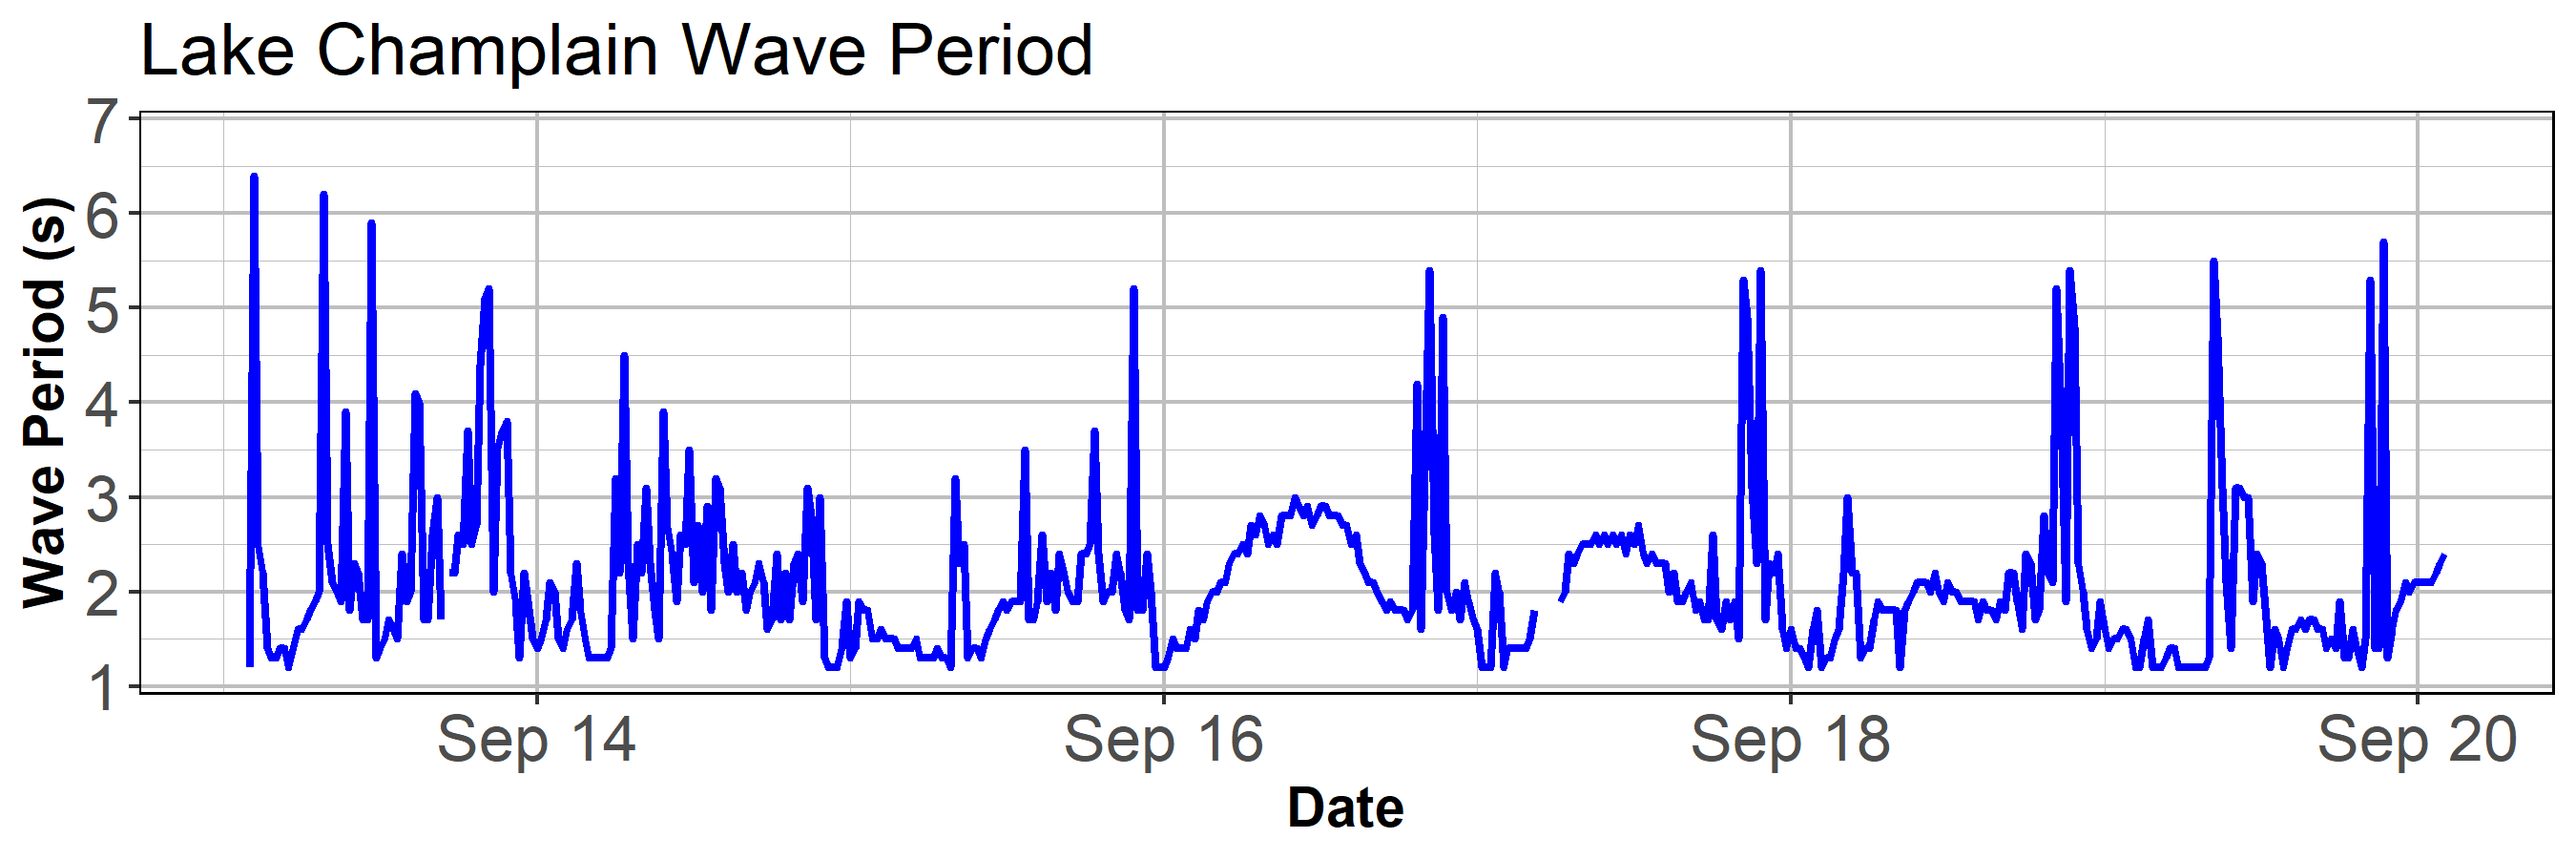 Lake Champlain Wave Period
Wave Period (s)
7
6
5
4
3
2
1
Sep 14
Sep 16
Sep 18
Sep 20
Date